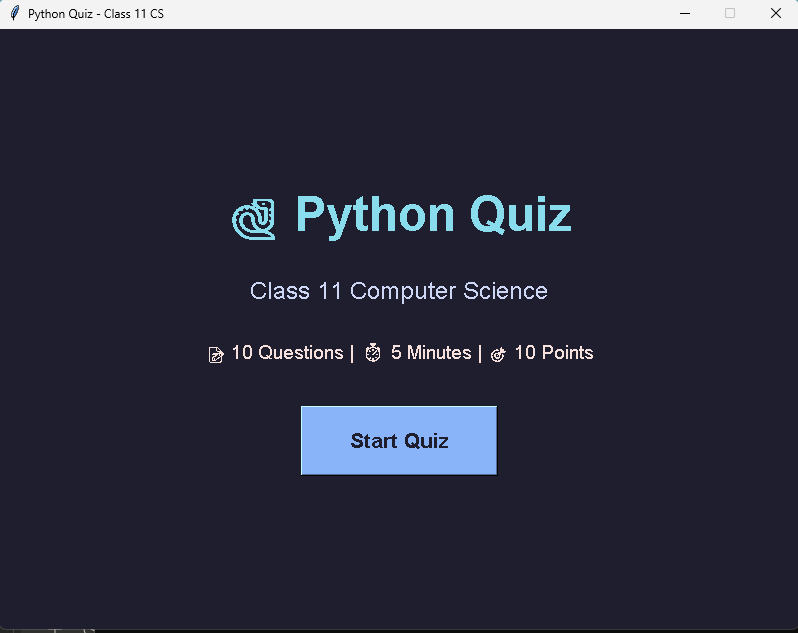 Python Quiz - Class 11 CS
🐍 Python Quiz
Class 11 Computer Science
📝 10 Questions | ⏱ 5 Minutes | 🎯 10 Points
Start Quiz